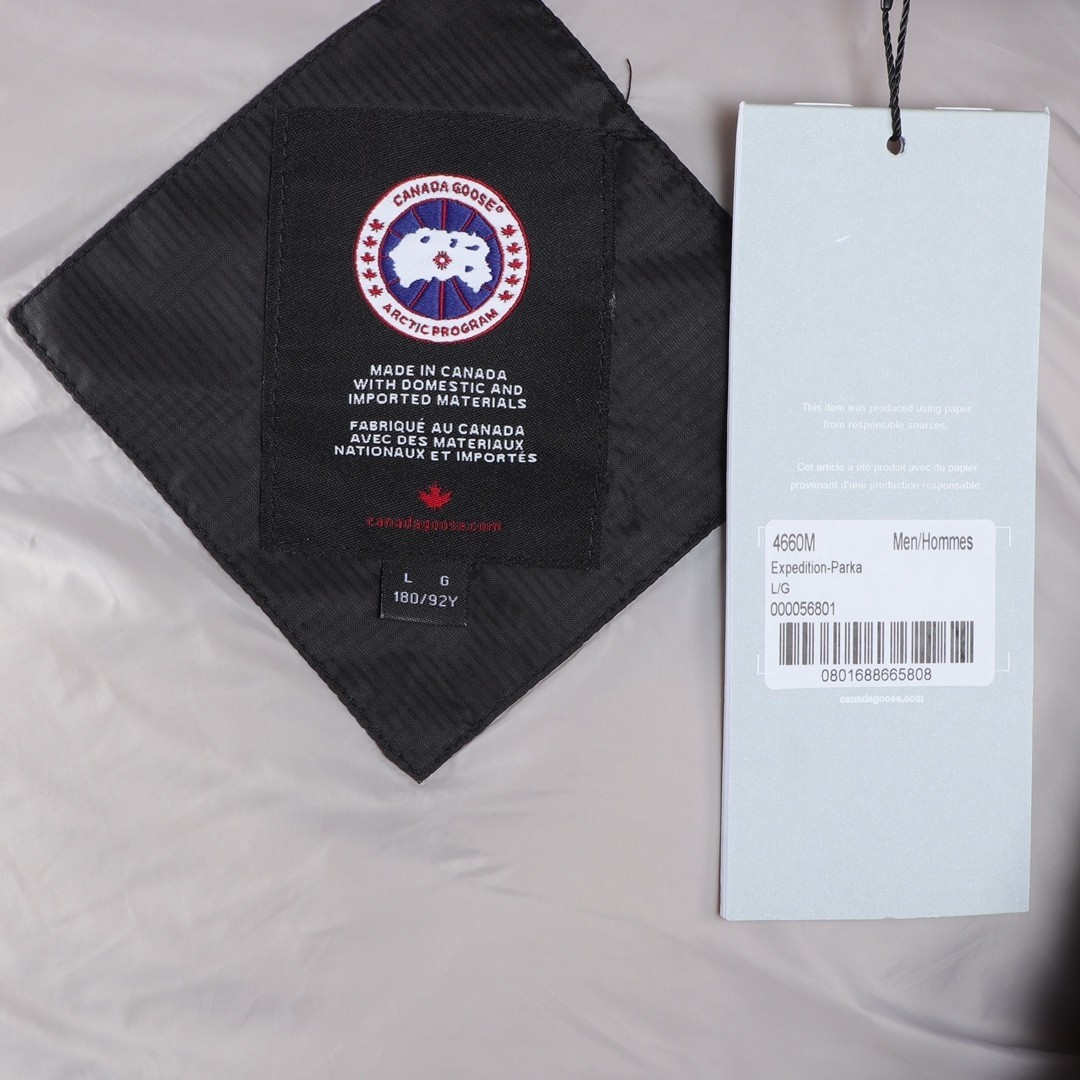 CANADA GOOSE®
ARCTIC PROGRAM
MADE IN CANADA
WITH DOMESTIC AND
IMPORTED MATERIALS
FABRIQUÉ AU CANADA
AVEC DES MATERIAUX
NATIONAUX ET IMPORTÉS
canadagoose.com
L G
180/92Y
This item was produced using paper
from responsible sources.
Cet article a été produit avec du papier
provenant d'une production responsable.
4660M Men/Hommes
Expedition-Parka
L/G
000056801
0801688665808
canadagoose.com